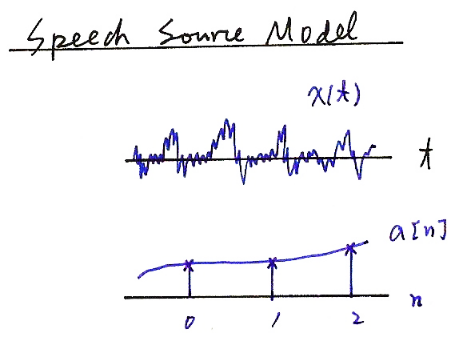 Speech Source Model
x(t)
t
a[n]
n
0 1 2